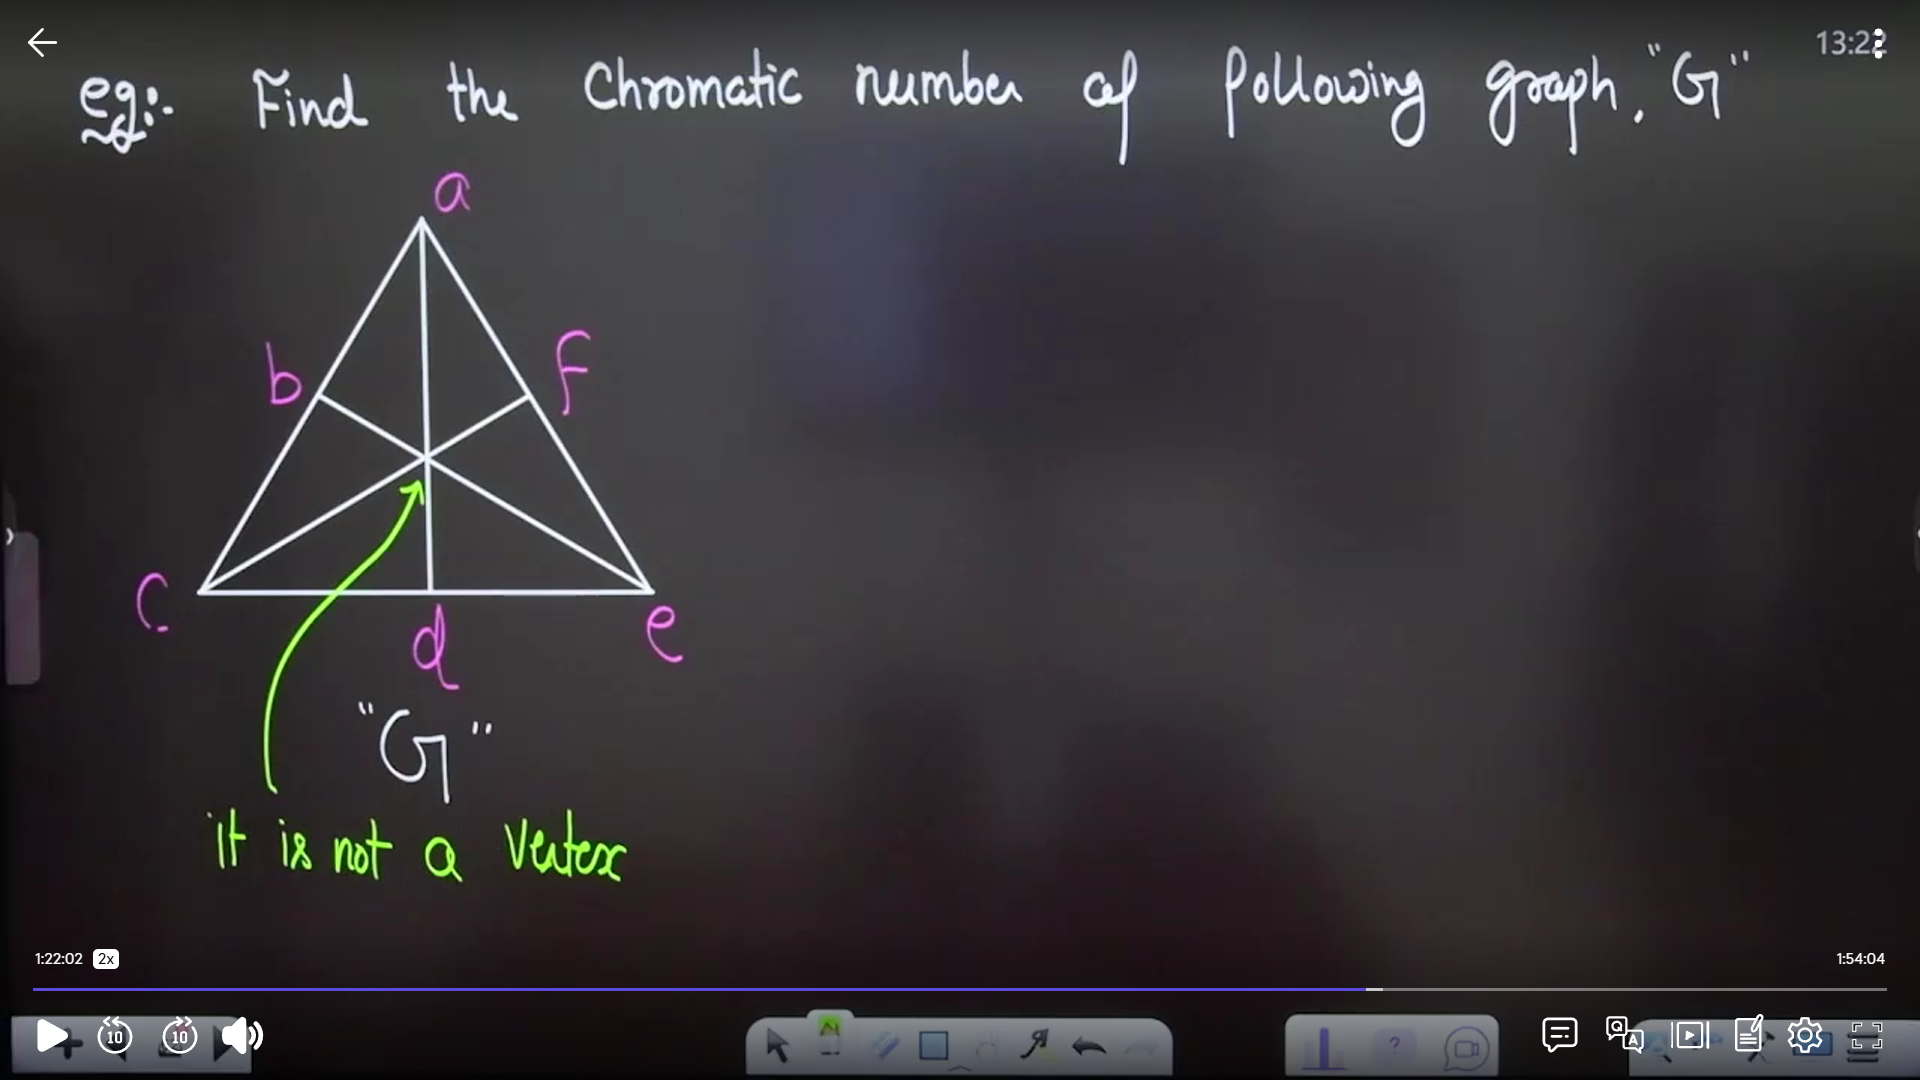 13:22
eg:- Find the Chromatic number of following graph, "G"
a
b
f
c
d
e
"G"
it is not a vertex
1:22:02 2x
1:54:04
10 10